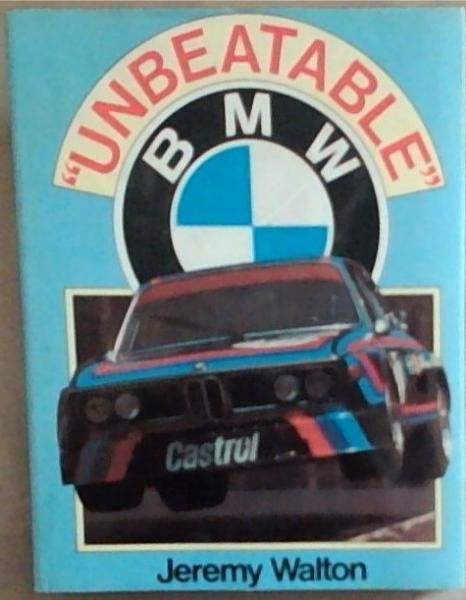 "UNBEATABLE"
BMW
Castrol
Jeremy Walton